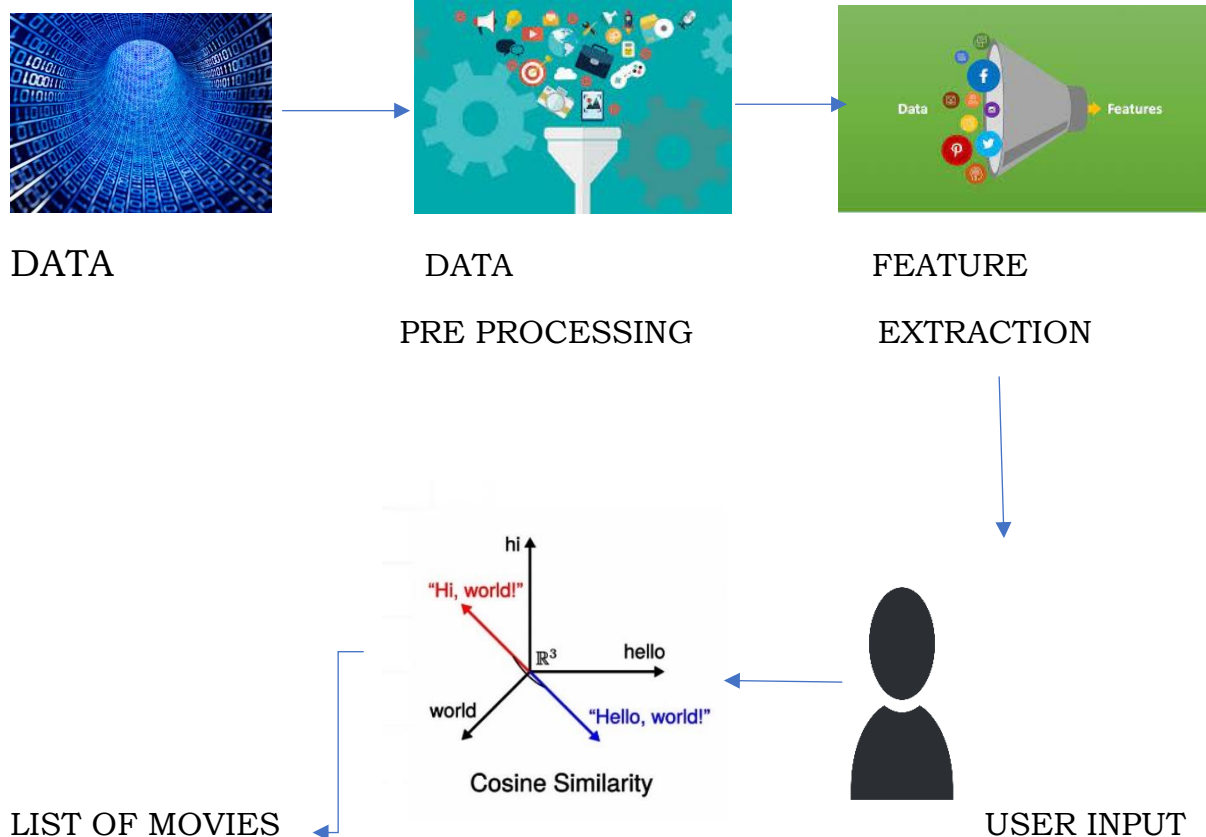 Data
Features
DATA
DATA
FEATURE
PRE PROCESSING
EXTRACTION
hi
"Hi, world!"
ℝ³
hello
world
"Hello, world!"
Cosine Similarity
LIST OF MOVIES
USER INPUT